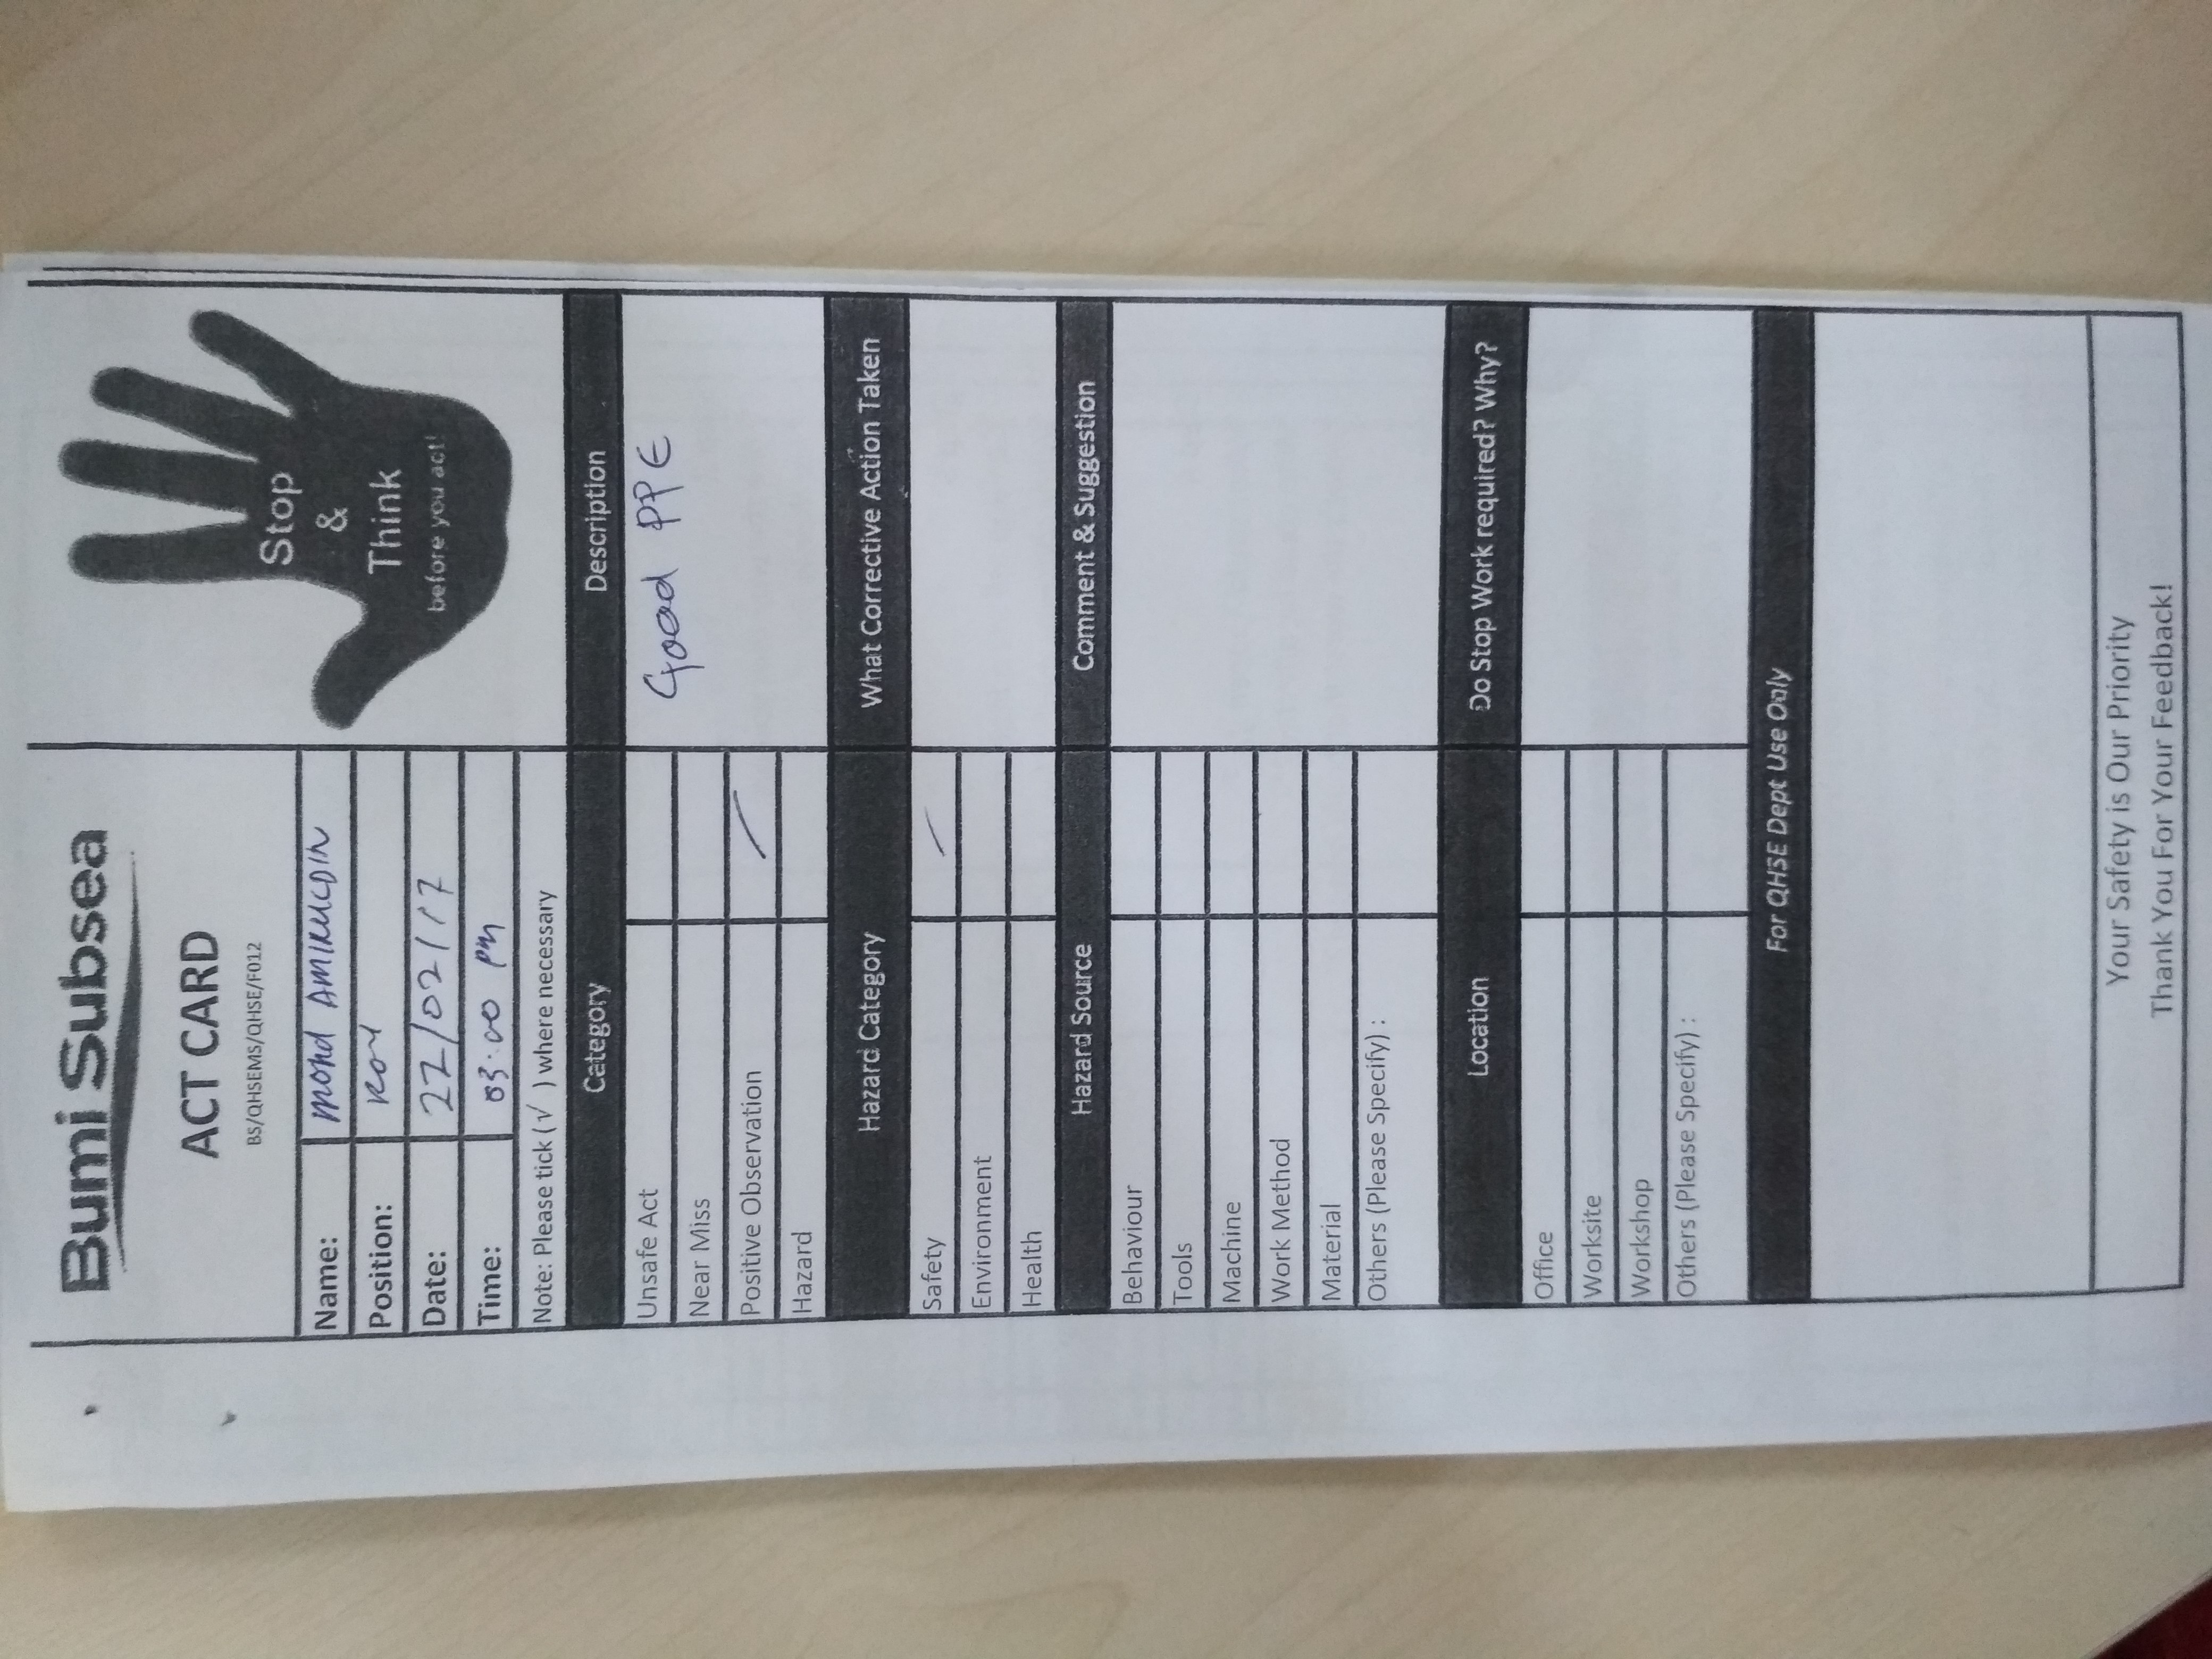 Bumi Subsea
ACT CARD
BS/QHSEMS/QHSE/F012
Stop
&
Think
before you act!
Name: MOHD AMIRUDIN
Position:
Date: 22/02/17
Time: 03.00 PM
Note: Please tick (√ ) where necessary
Category Description
Unsafe Act Good PPE
Near Miss
Positive Observation /
Hazard
Hazard Category What Corrective Action Taken
Safety /
Environment
Health
Hazard Source Comment & Suggestion
Behaviour
Tools
Machine
Work Method
Material
Others (Please Specify) :
Location Do Stop Work required? Why?
Office
Worksite
Workshop
Others (Please Specify) :
For QHSE Dept Use Only
Your Safety is Our Priority
Thank You For Your Feedback!